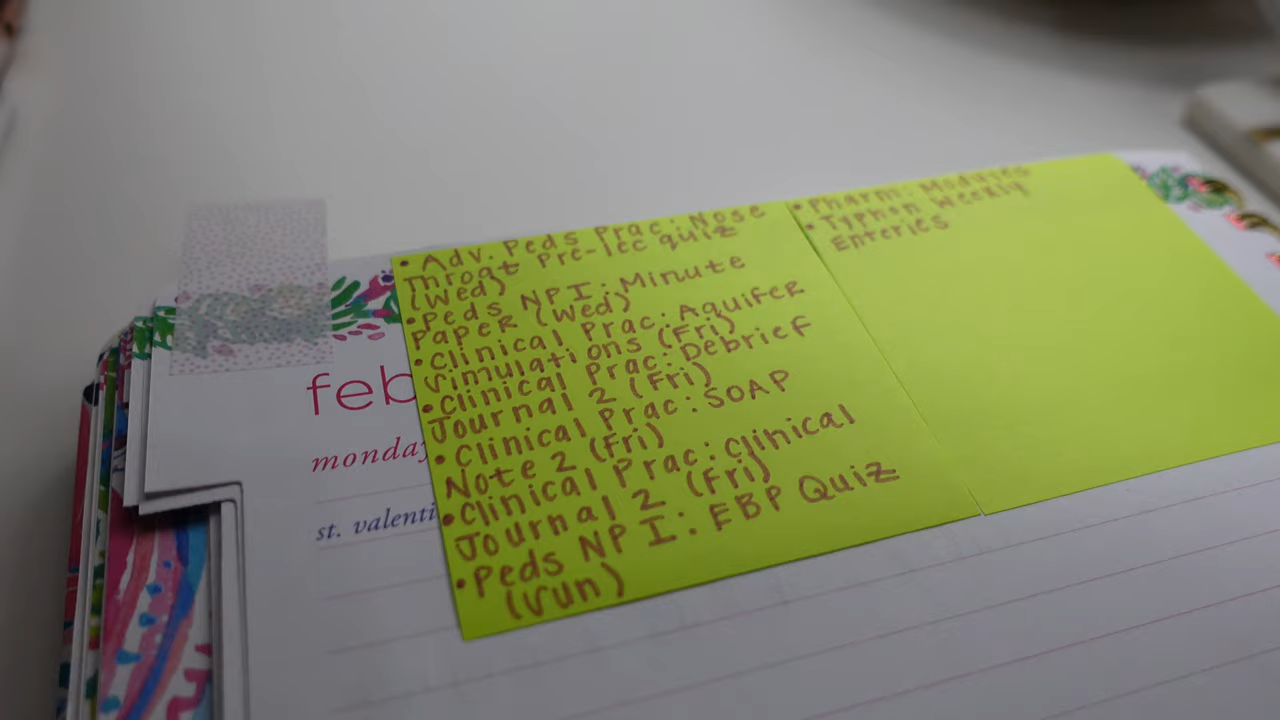 • Adv. Peds Prac: Nose
Throat Pre-lec quiz
(Wed)
• Peds NPI: Minute
Paper (Wed)
• Clinical Prac: Aquifer
Simulations (Fri)
• Clinical Prac: Debrief
Journal 2 (Fri)
• Clinical Prac: SOAP
Note 2 (Fri)
• Clinical Prac: Clinical
Journal 2 (Fri)
• Peds NP I: EBP Quiz
(Sun)
• Pharm: Modules
• Typhon Weekly
Enteries
feb
monday
st. valenti